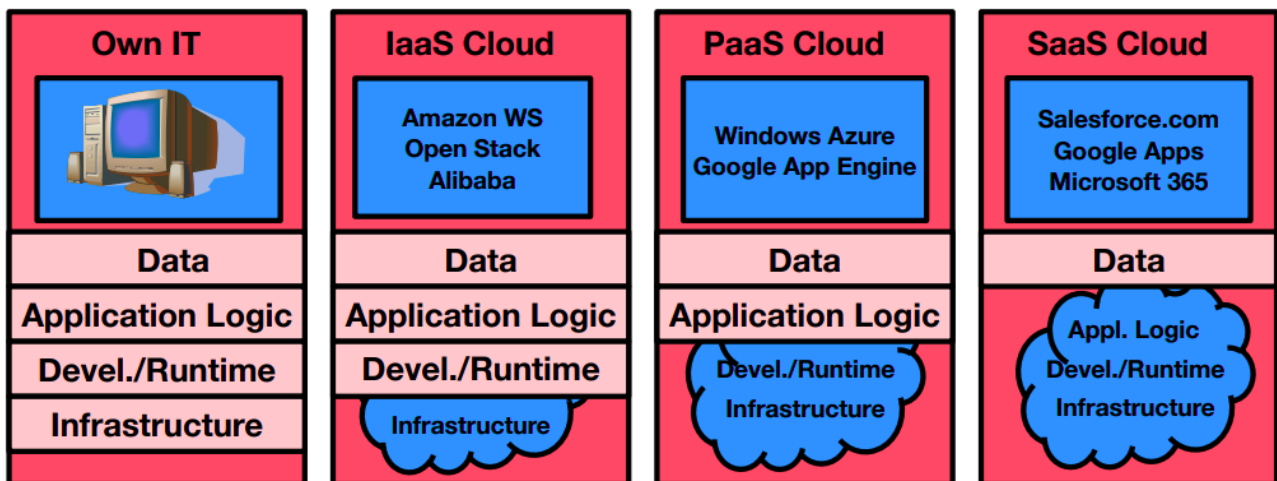 Own IT
Data
Application Logic
Devel./Runtime
Infrastructure
IaaS Cloud
Amazon WS
Open Stack
Alibaba
Data
Application Logic
Devel./Runtime
Infrastructure
PaaS Cloud
Windows Azure
Google App Engine
Data
Application Logic
Devel./Runtime
Infrastructure
SaaS Cloud
Salesforce.com
Google Apps
Microsoft 365
Data
Appl. Logic
Devel./Runtime
Infrastructure